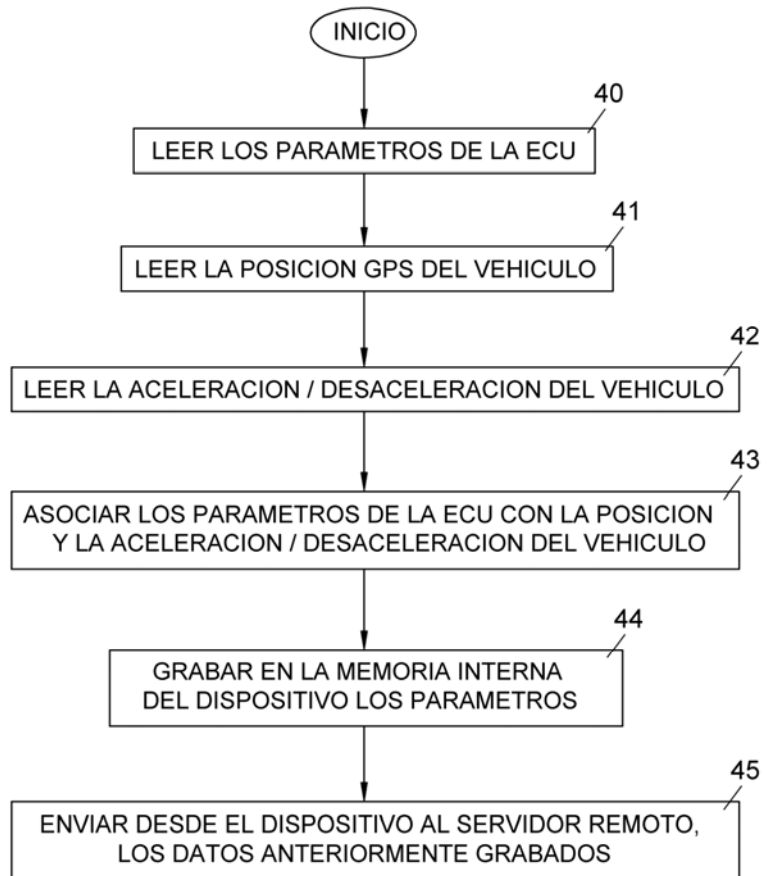 INICIO
40
LEER LOS PARAMETROS DE LA ECU
41
LEER LA POSICION GPS DEL VEHICULO
42
LEER LA ACELERACION / DESACELERACION DEL VEHICULO
43
ASOCIAR LOS PARAMETROS DE LA ECU CON LA POSICION
Y LA ACELERACION / DESACELERACION DEL VEHICULO
44
GRABAR EN LA MEMORIA INTERNA
DEL DISPOSITIVO LOS PARAMETROS
45
ENVIAR DESDE EL DISPOSITIVO AL SERVIDOR REMOTO,
LOS DATOS ANTERIORMENTE GRABADOS